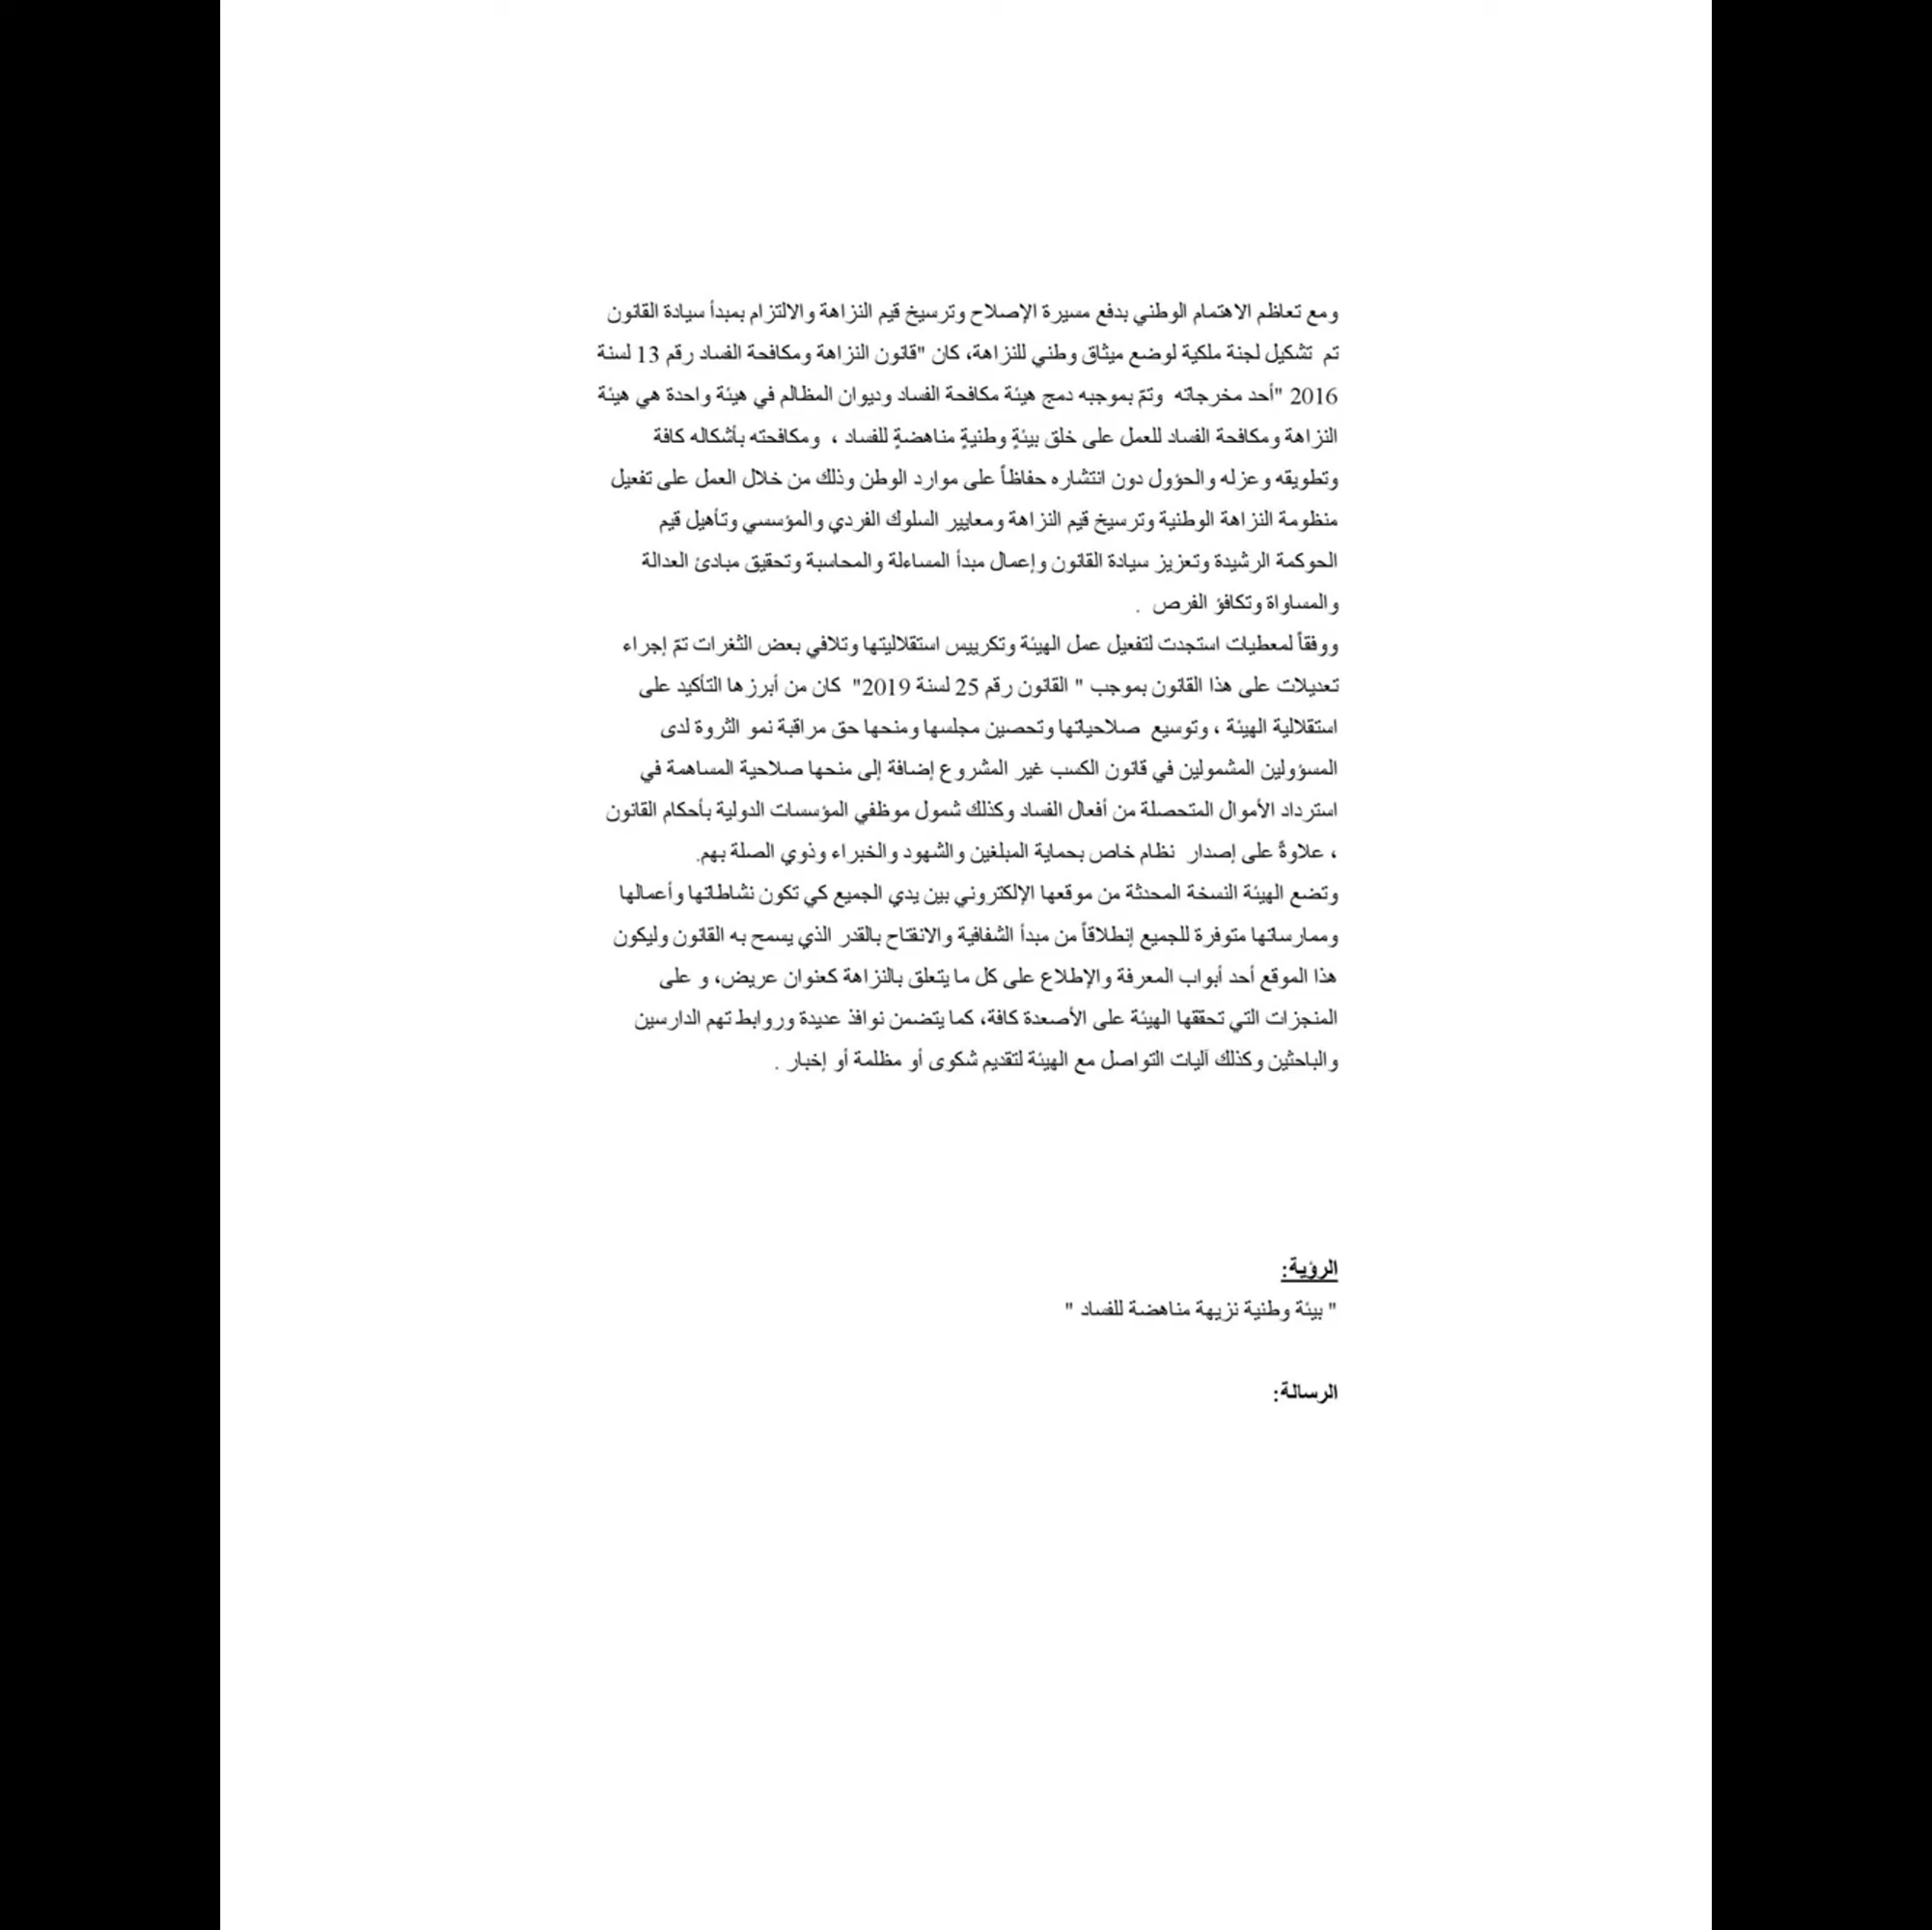 ومع تعاظم الاهتمام الوطني بدفع مسيرة الإصلاح وترسيخ قيم النزاهة والالتزام بمبدأ سيادة القانون
تم  تشكيل لجنة ملكية لوضع ميثاق وطني للنزاهة، كان "قانون النزاهة ومكافحة الفساد رقم 13 لسنة
2016 "أحد مخرجاته  وتمّ بموجبه دمج هيئة مكافحة الفساد وديوان المظالم في هيئة واحدة هي هيئة
النزاهة ومكافحة الفساد للعمل على خلق بيئةٍ وطنيةٍ مناهضةٍ للفساد ،  ومكافحته بأشكاله كافة
وتطويقه وعزله والحؤول دون انتشاره حفاظاً على موارد الوطن وذلك من خلال العمل على تفعيل
منظومة النزاهة الوطنية وترسيخ قيم النزاهة ومعايير السلوك الفردي والمؤسسي وتأهيل قيم
الحوكمة الرشيدة وتعزيز سيادة القانون وإعمال مبدأ المساءلة والمحاسبة وتحقيق مبادئ العدالة
والمساواة وتكافؤ الفرص  .
ووفقاً لمعطيات استجدت لتفعيل عمل الهيئة وتكرييس استقلاليتها وتلافي بعض الثغرات تمّ إجراء
تعديلات على هذا القانون بموجب " القانون رقم 25 لسنة 2019"  كان من أبرزها التأكيد على
استقلالية الهيئة ، وتوسيع  صلاحياتها وتحصين مجلسها ومنحها حق مراقبة نمو الثروة لدى
المسؤولين المشمولين في قانون الكسب غير المشروع إضافة إلى منحها صلاحية المساهمة في
استرداد الأموال المتحصلة من أفعال الفساد وكذلك شمول موظفي المؤسسات الدولية بأحكام القانون
، علاوةً على إصدار  نظام خاص بحماية المبلغين والشهود والخبراء وذوي الصلة بهم.
وتضع الهيئة النسخة المحدثة من موقعها الإلكتروني بين يدي الجميع كي تكون نشاطاتها وأعمالها
وممارساتها متوفرة للجميع إنطلاقاً من مبدأ الشفافية والانفتاح بالقدر الذي يسمح به القانون وليكون
هذا الموقع أحد أبواب المعرفة والإطلاع على كل ما يتعلق بالنزاهة كعنوان عريض، و على
المنجزات التي تحققها الهيئة على الأصعدة كافة، كما يتضمن نوافذ عديدة وروابط تهم الدارسين
والباحثين وكذلك آليات التواصل مع الهيئة لتقديم شكوى أو مظلمة أو إخبار .
الرؤية:
" بيئة وطنية نزيهة مناهضة للفساد "
الرسالة: